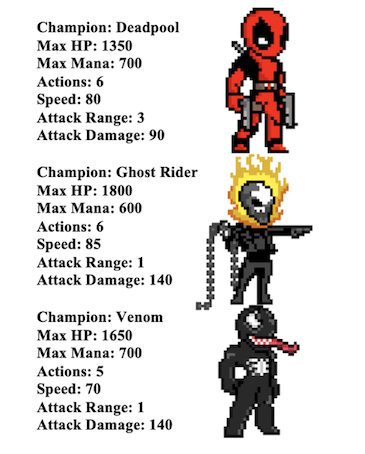 Champion: Deadpool
Max HP: 1350
Max Mana: 700
Actions: 6
Speed: 80
Attack Range: 3
Attack Damage: 90
Champion: Ghost Rider
Max HP: 1800
Max Mana: 600
Actions: 6
Speed: 85
Attack Range: 1
Attack Damage: 140
Champion: Venom
Max HP: 1650
Max Mana: 700
Actions: 5
Speed: 70
Attack Range: 1
Attack Damage: 140